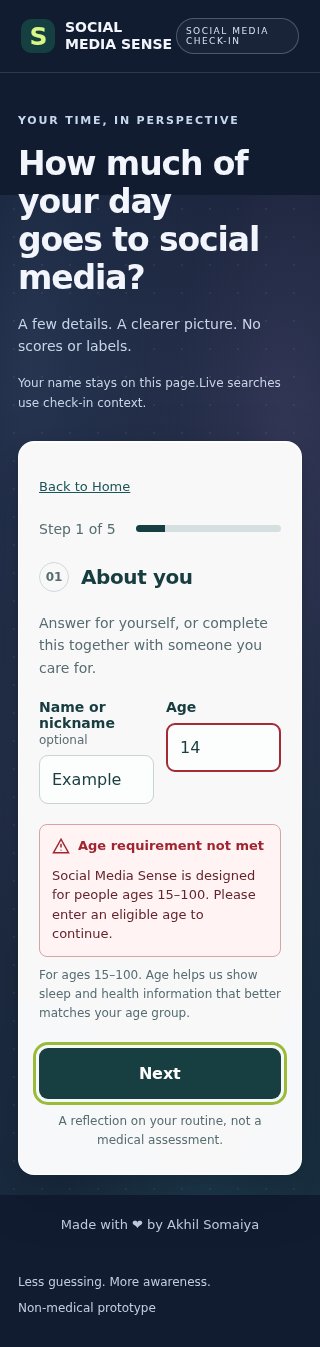 S
SOCIAL
MEDIA SENSE
SOCIAL MEDIA
CHECK-IN
YOUR TIME, IN PERSPECTIVE
How much of
your day
goes to social
media?
A few details. A clearer picture. No
scores or labels.
Your name stays on this page.Live searches
use check-in context.
Back to Home
Step 1 of 5
01
About you
Answer for yourself, or complete
this together with someone you
care for.
Name or
nickname
optional
Example
Age
14
Age requirement not met
Social Media Sense is designed
for people ages 15–100. Please
enter an eligible age to
continue.
For ages 15–100. Age helps us show
sleep and health information that better
matches your age group.
Next
A reflection on your routine, not a
medical assessment.
Made with ❤ by Akhil Somaiya
Less guessing. More awareness.
Non-medical prototype